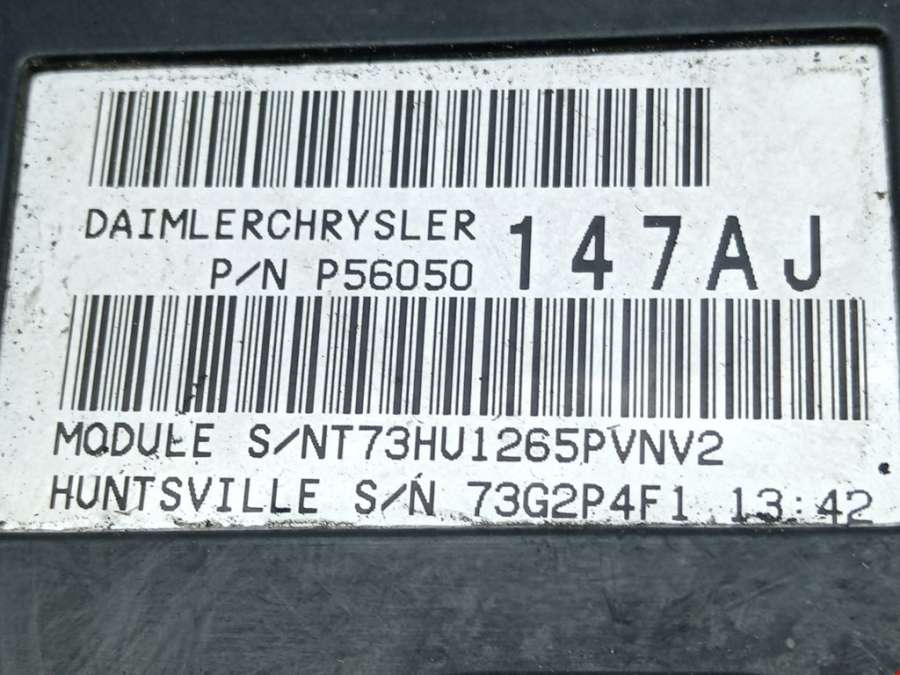 DAIMLERCHRYSLER
P/N P56050 147AJ
MODULE S/NT73HU1265PVNV2
HUNTSVILLE S/N 73G2P4F1 13:42